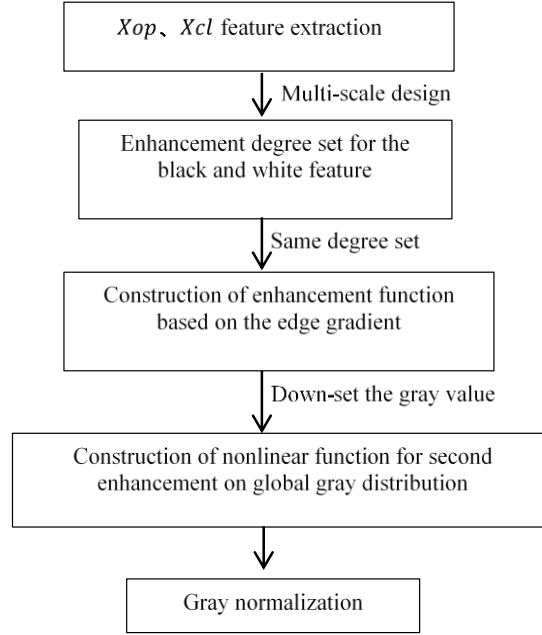 Xop、Xcl feature extraction
Multi-scale design
Enhancement degree set for the
black and white feature
Same degree set
Construction of enhancement function
based on the edge gradient
Down-set the gray value
Construction of nonlinear function for second
enhancement on global gray distribution
Gray normalization